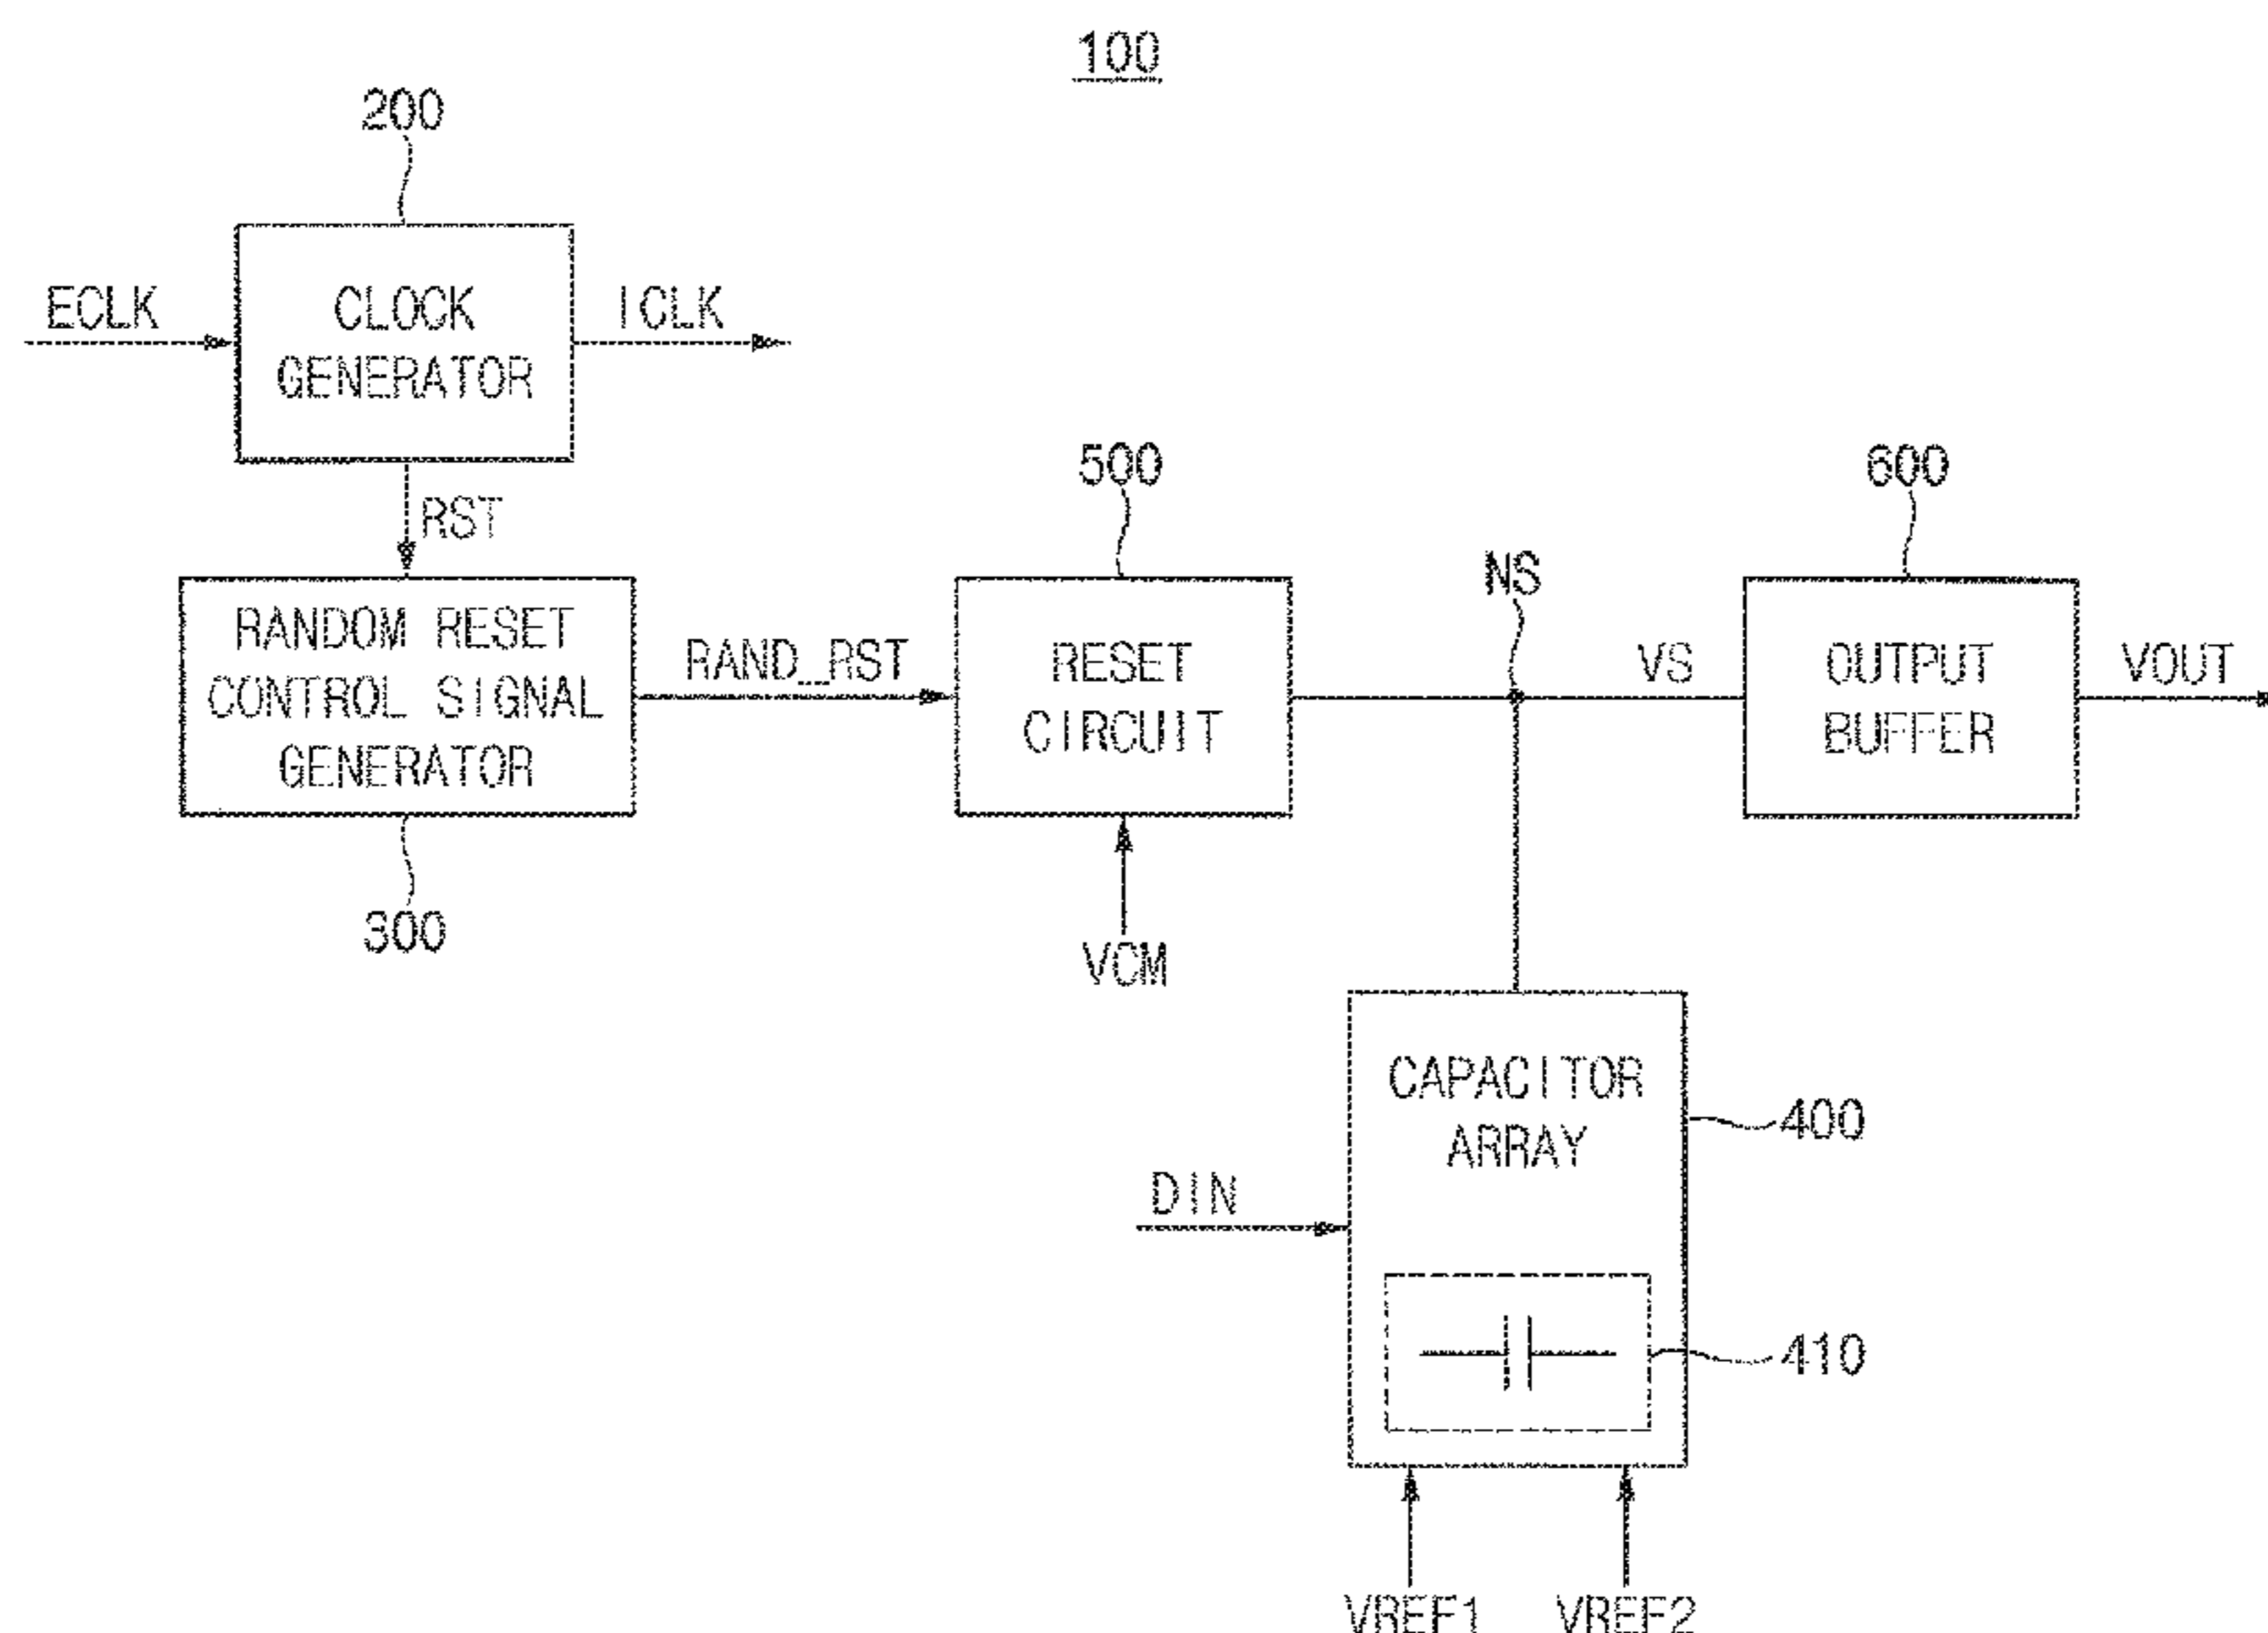 100
200
ECLK
CLOCK
GENERATOR
ICLK
RST
500
600
NS
RANDOM RESET
CONTROL SIGNAL
GENERATOR
RAND_RST
RESET
CIRCUIT
VS
OUTPUT
BUFFER
VOUT
300
VCM
CAPACITOR
ARRAY
400
DIN
410
VREF1
VREF2